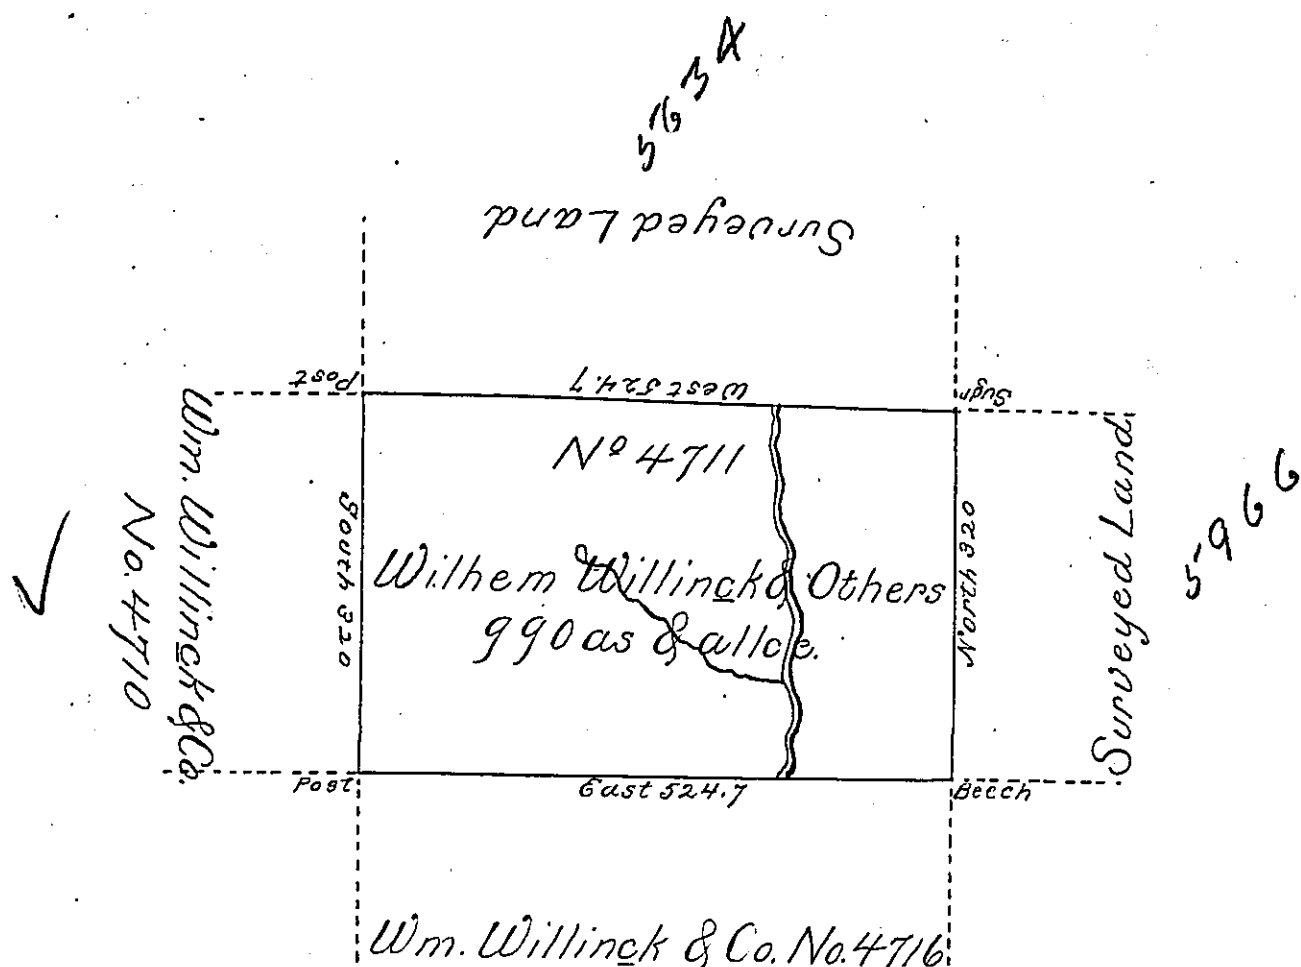 5634
Surveyed Land
Post
West 524.7
Sugr
Nº 4711
Wm. Willinck & Co.
No. 4710
South 320
Wilhem Willinck & Others
990 as & allce.
North 320
Surveyed Land
5966
Post
East 524.7
Beech
Wm. Willinck & Co. No. 4716